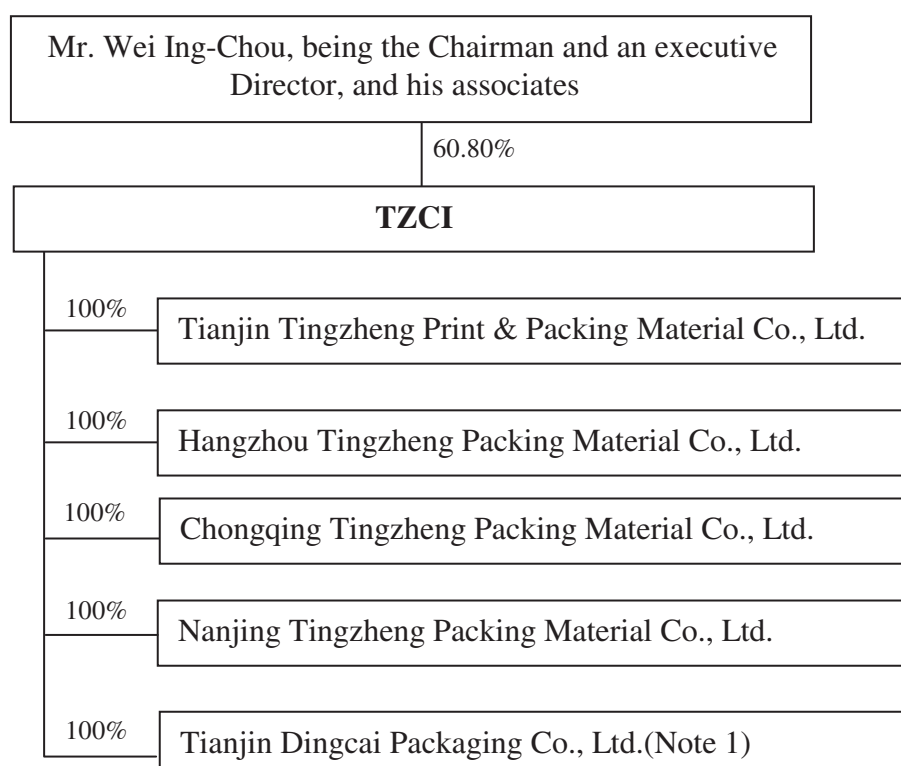 Mr. Wei Ing-Chou, being the Chairman and an executive
Director, and his associates
60.80%
TZCI
100%
Tianjin Tingzheng Print & Packing Material Co., Ltd.
100%
Hangzhou Tingzheng Packing Material Co., Ltd.
100%
Chongqing Tingzheng Packing Material Co., Ltd.
100%
Nanjing Tingzheng Packing Material Co., Ltd.
100%
Tianjin Dingcai Packaging Co., Ltd.(Note 1)